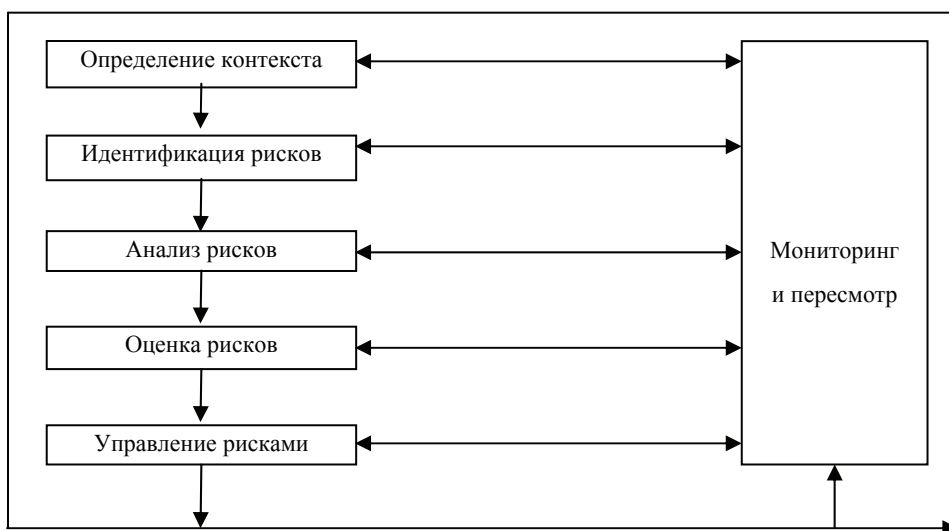 Определение контекста
Идентификация рисков
Анализ рисков
Оценка рисков
Управление рисками
Мониторинг
и пересмотр